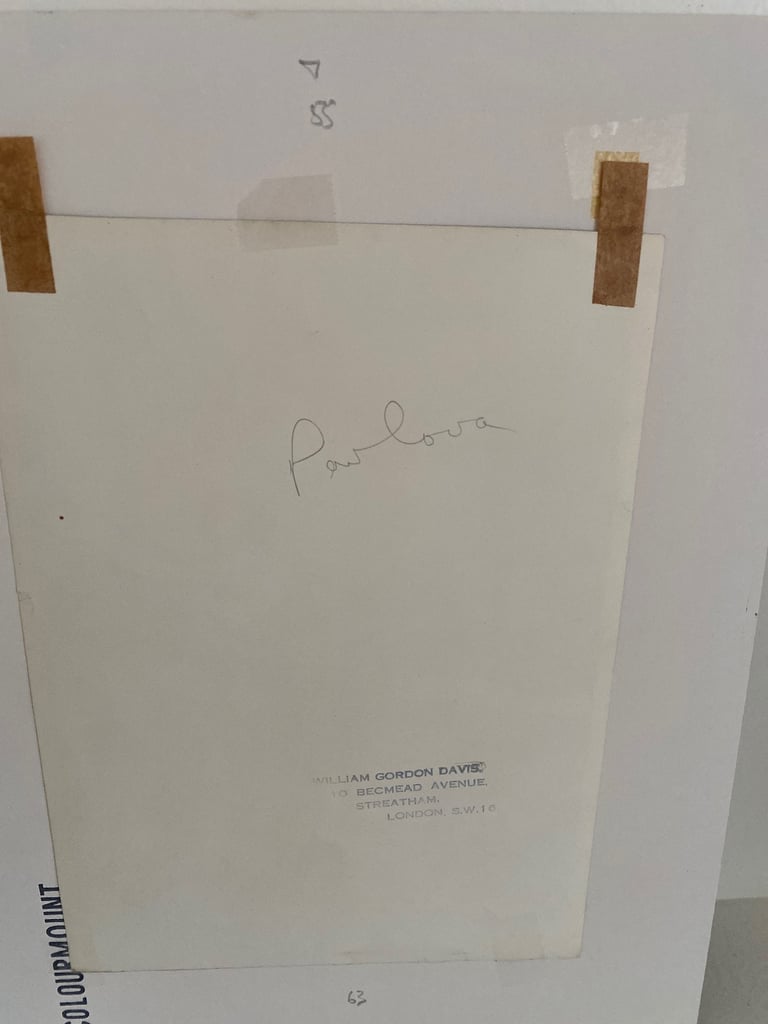 55
Pavlova
WILLIAM GORDON DAVIS,
10 BECMEAD AVENUE,
STREATHAM,
LONDON, S.W.16
COLOURMOUNT
63